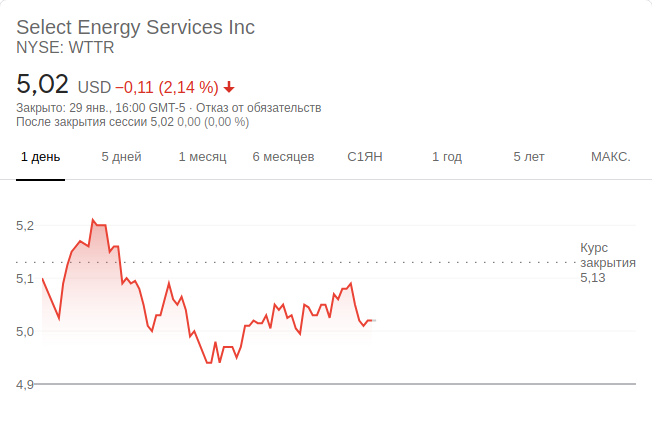 Select Energy Services Inc
NYSE: WTTR
5,02 USD −0,11 (2,14 %)
Закрыто: 29 янв., 16:00 GMT-5 · Отказ от обязательств
После закрытия сессии 5,02 0,00 (0,00 %)
1 день 5 дней 1 месяц 6 месяцев С1ЯН 1 год 5 лет МАКС.
5,2
Курс
закрытия
5,13
5,1
5,0
4,9